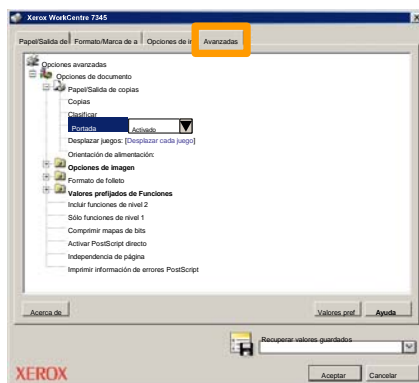 Xerox WorkCentre 7345
Papel/Salida de Formato/Marca de a Opciones de ir Avanzadas
Opciones avanzadas
Opciones de documento
Papel/Salida de copias
Copias
Clasificar
Portada Activado
Desplazar juegos: [Desplazar cada juego]
Orientación de alimentación:
Opciones de imagen
Formato de folleto
Valores prefijados de Funciones
Incluir funciones de nivel 2
Sólo funciones de nivel 1
Comprimir mapas de bits
Activar PostScript directo
Independencia de página
Imprimir información de errores PostScript
Acerca de Valores pref Ayuda
Recuperar valores guardados
XEROX Aceptar Cancelar